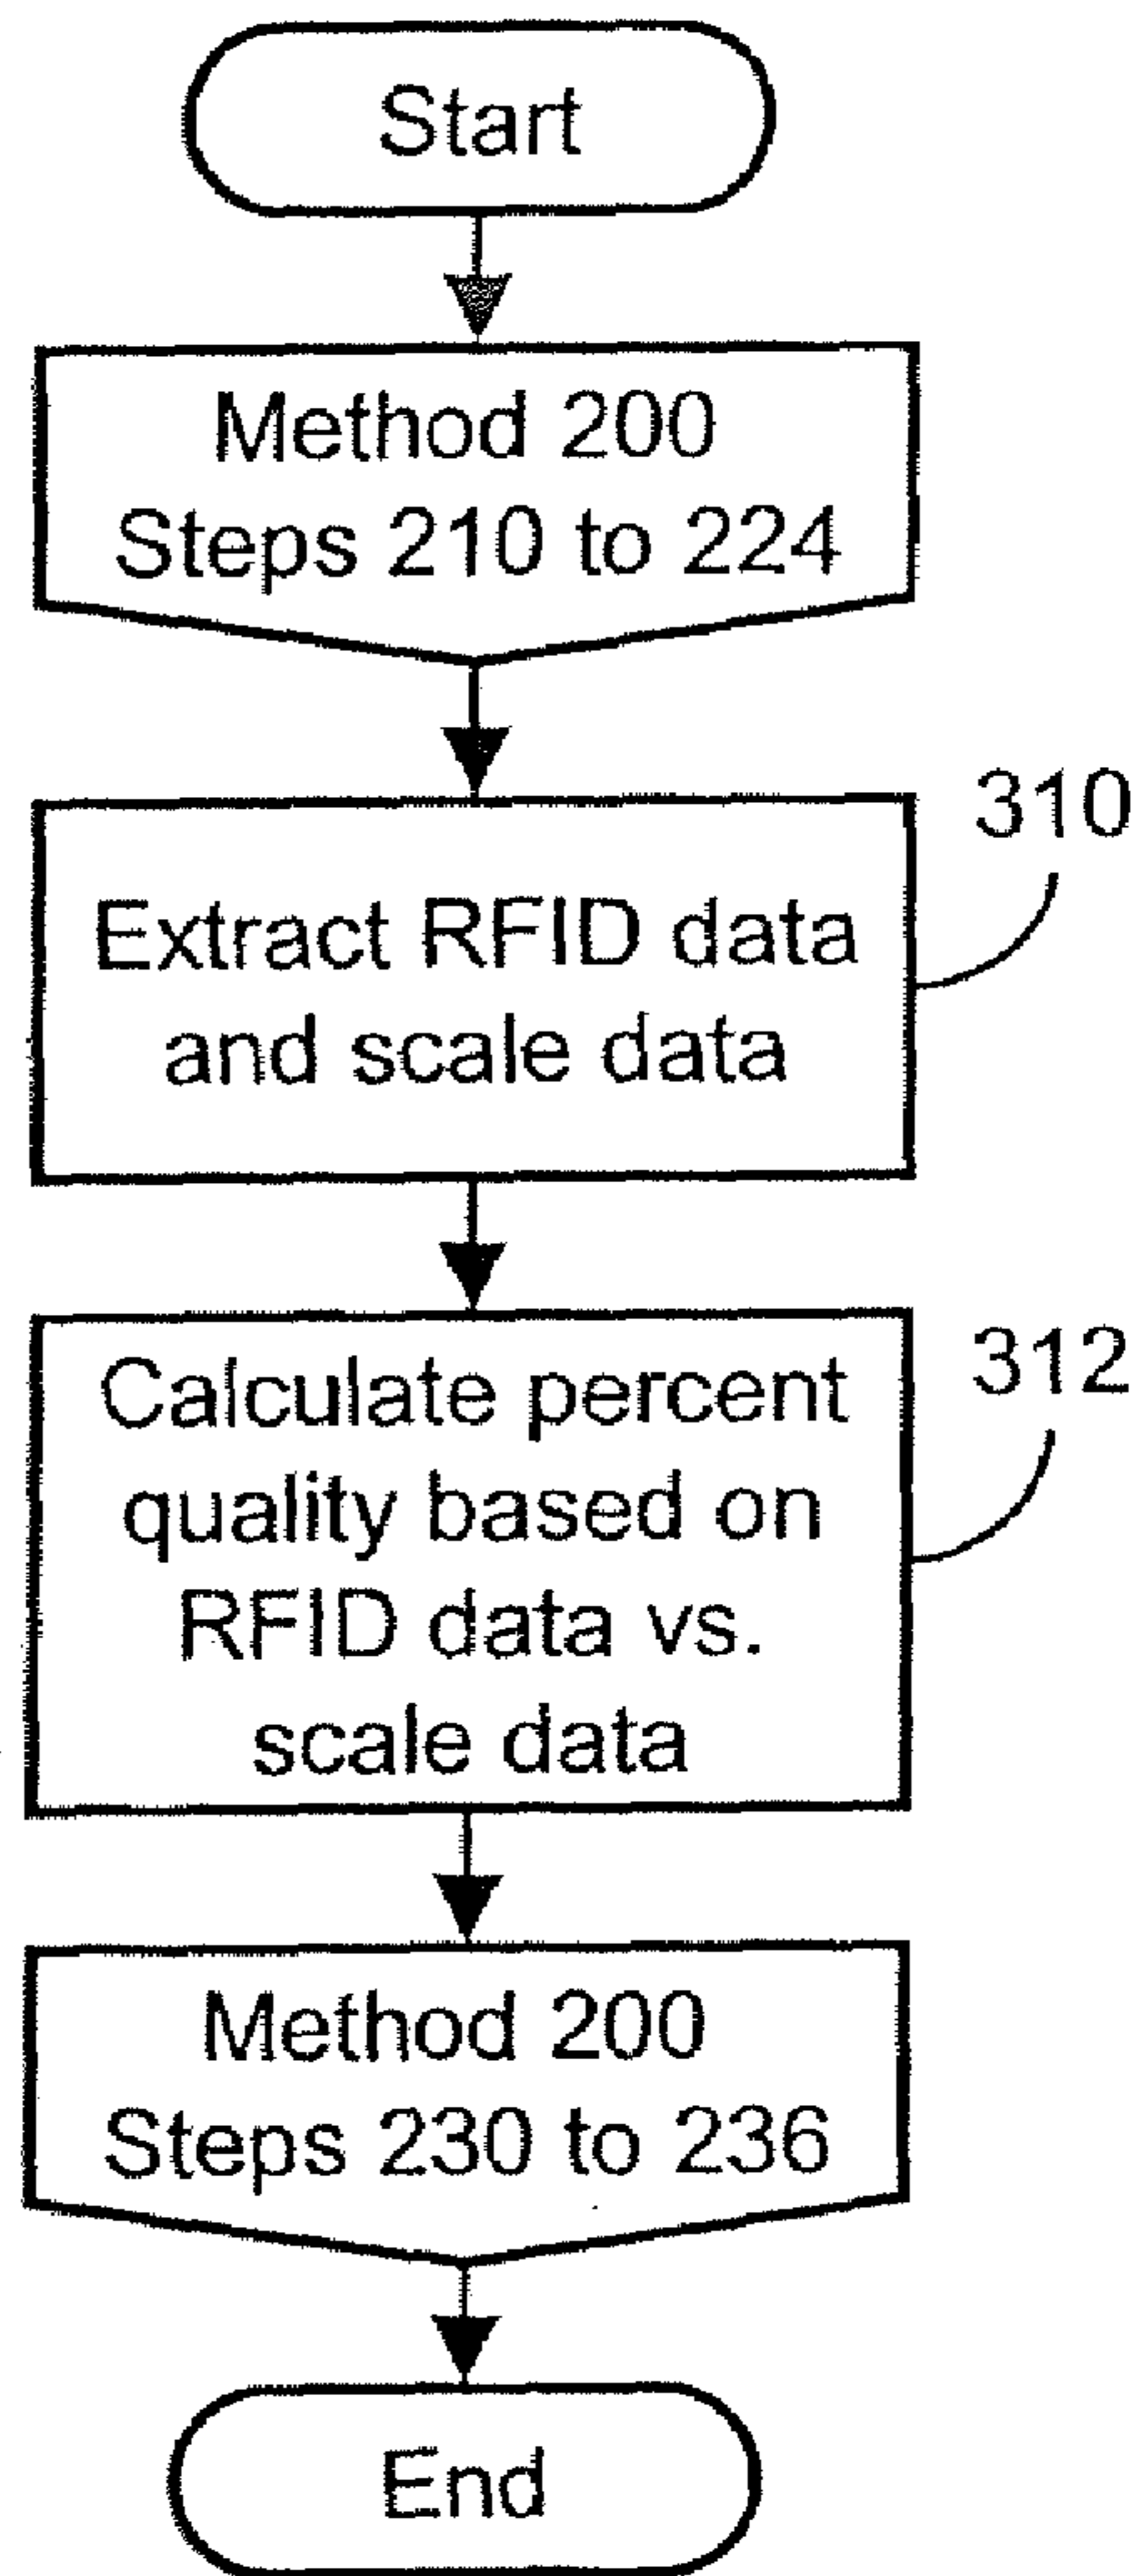 Start
Method 200
Steps 210 to 224
310
Extract RFID data
and scale data
312
Calculate percent
quality based on
RFID data vs.
scale data
Method 200
Steps 230 to 236
End